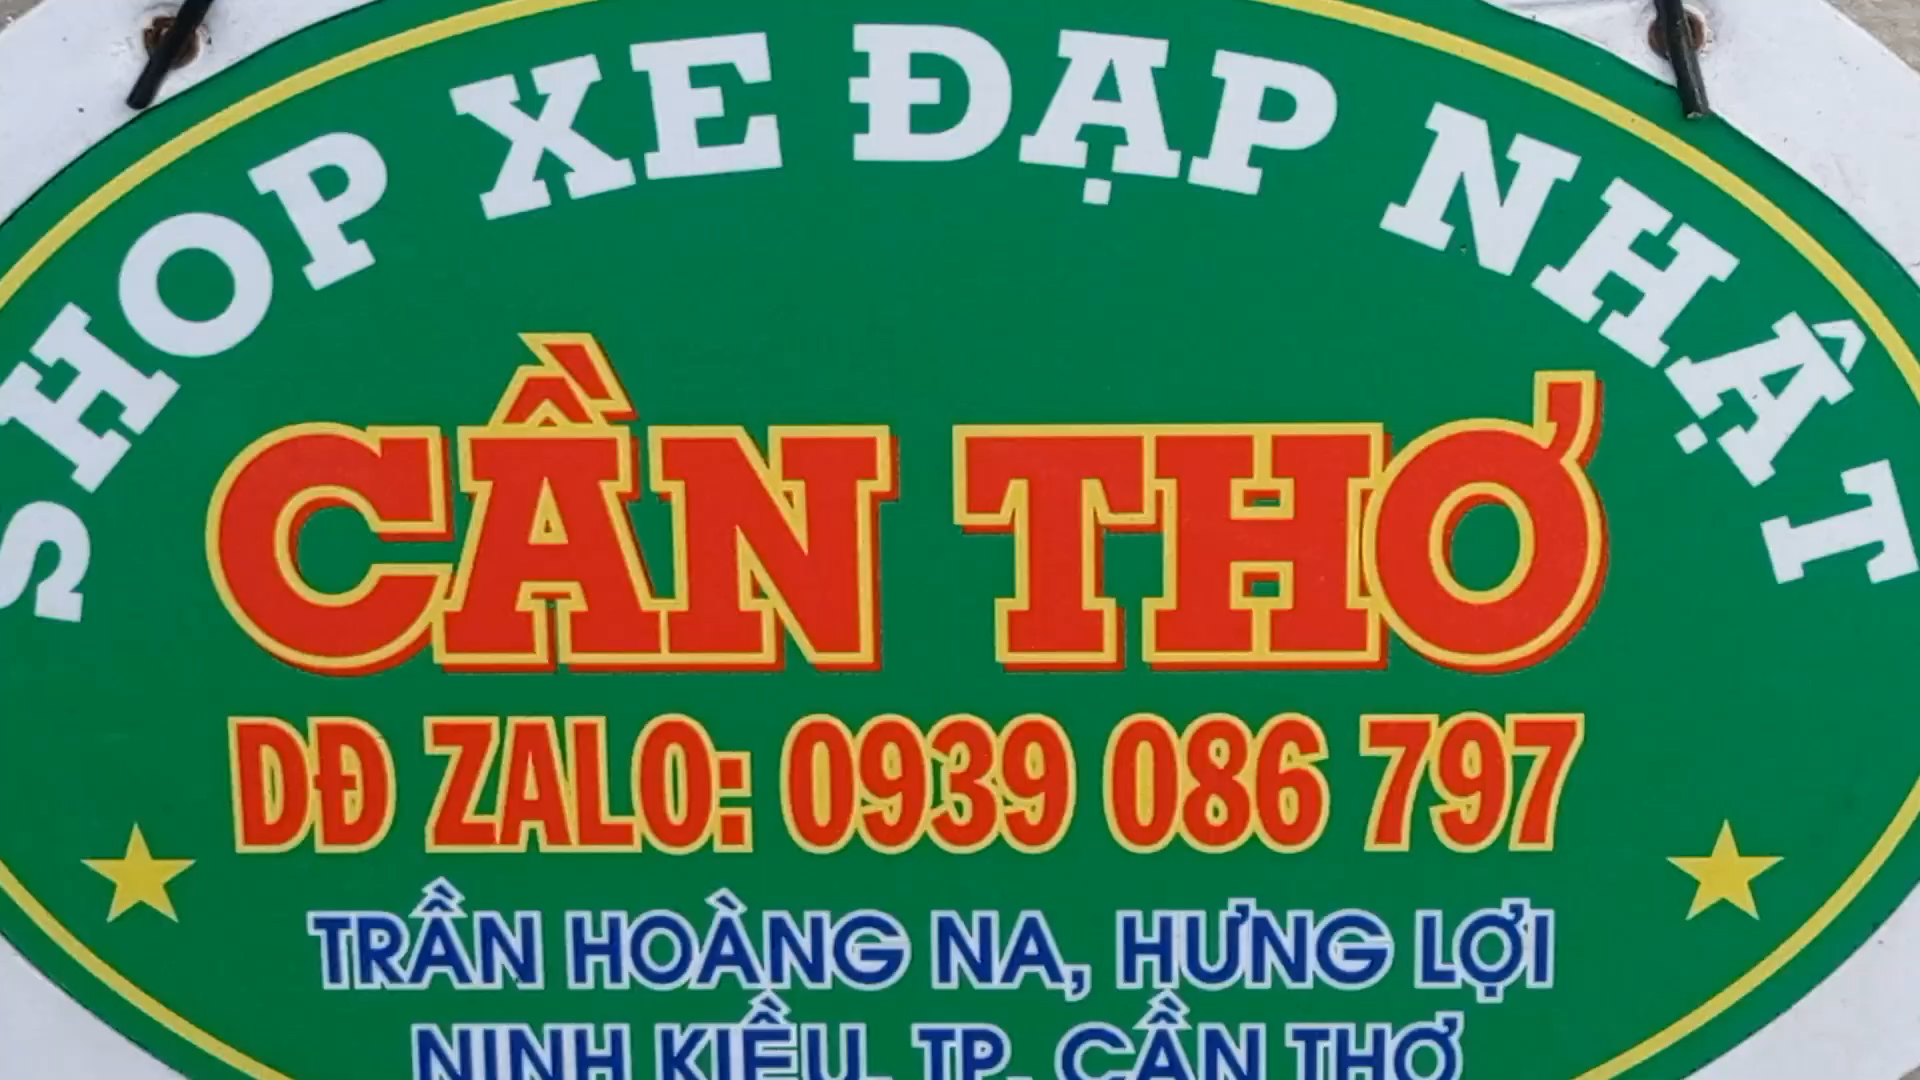 SHOP XE ĐẠP NHẬT
CẦN THƠ
DĐ ZALO: 0939 086 797
TRẦN HOÀNG NA, HƯNG LỢI
NINH KIỀU, TP. CẦN THƠ